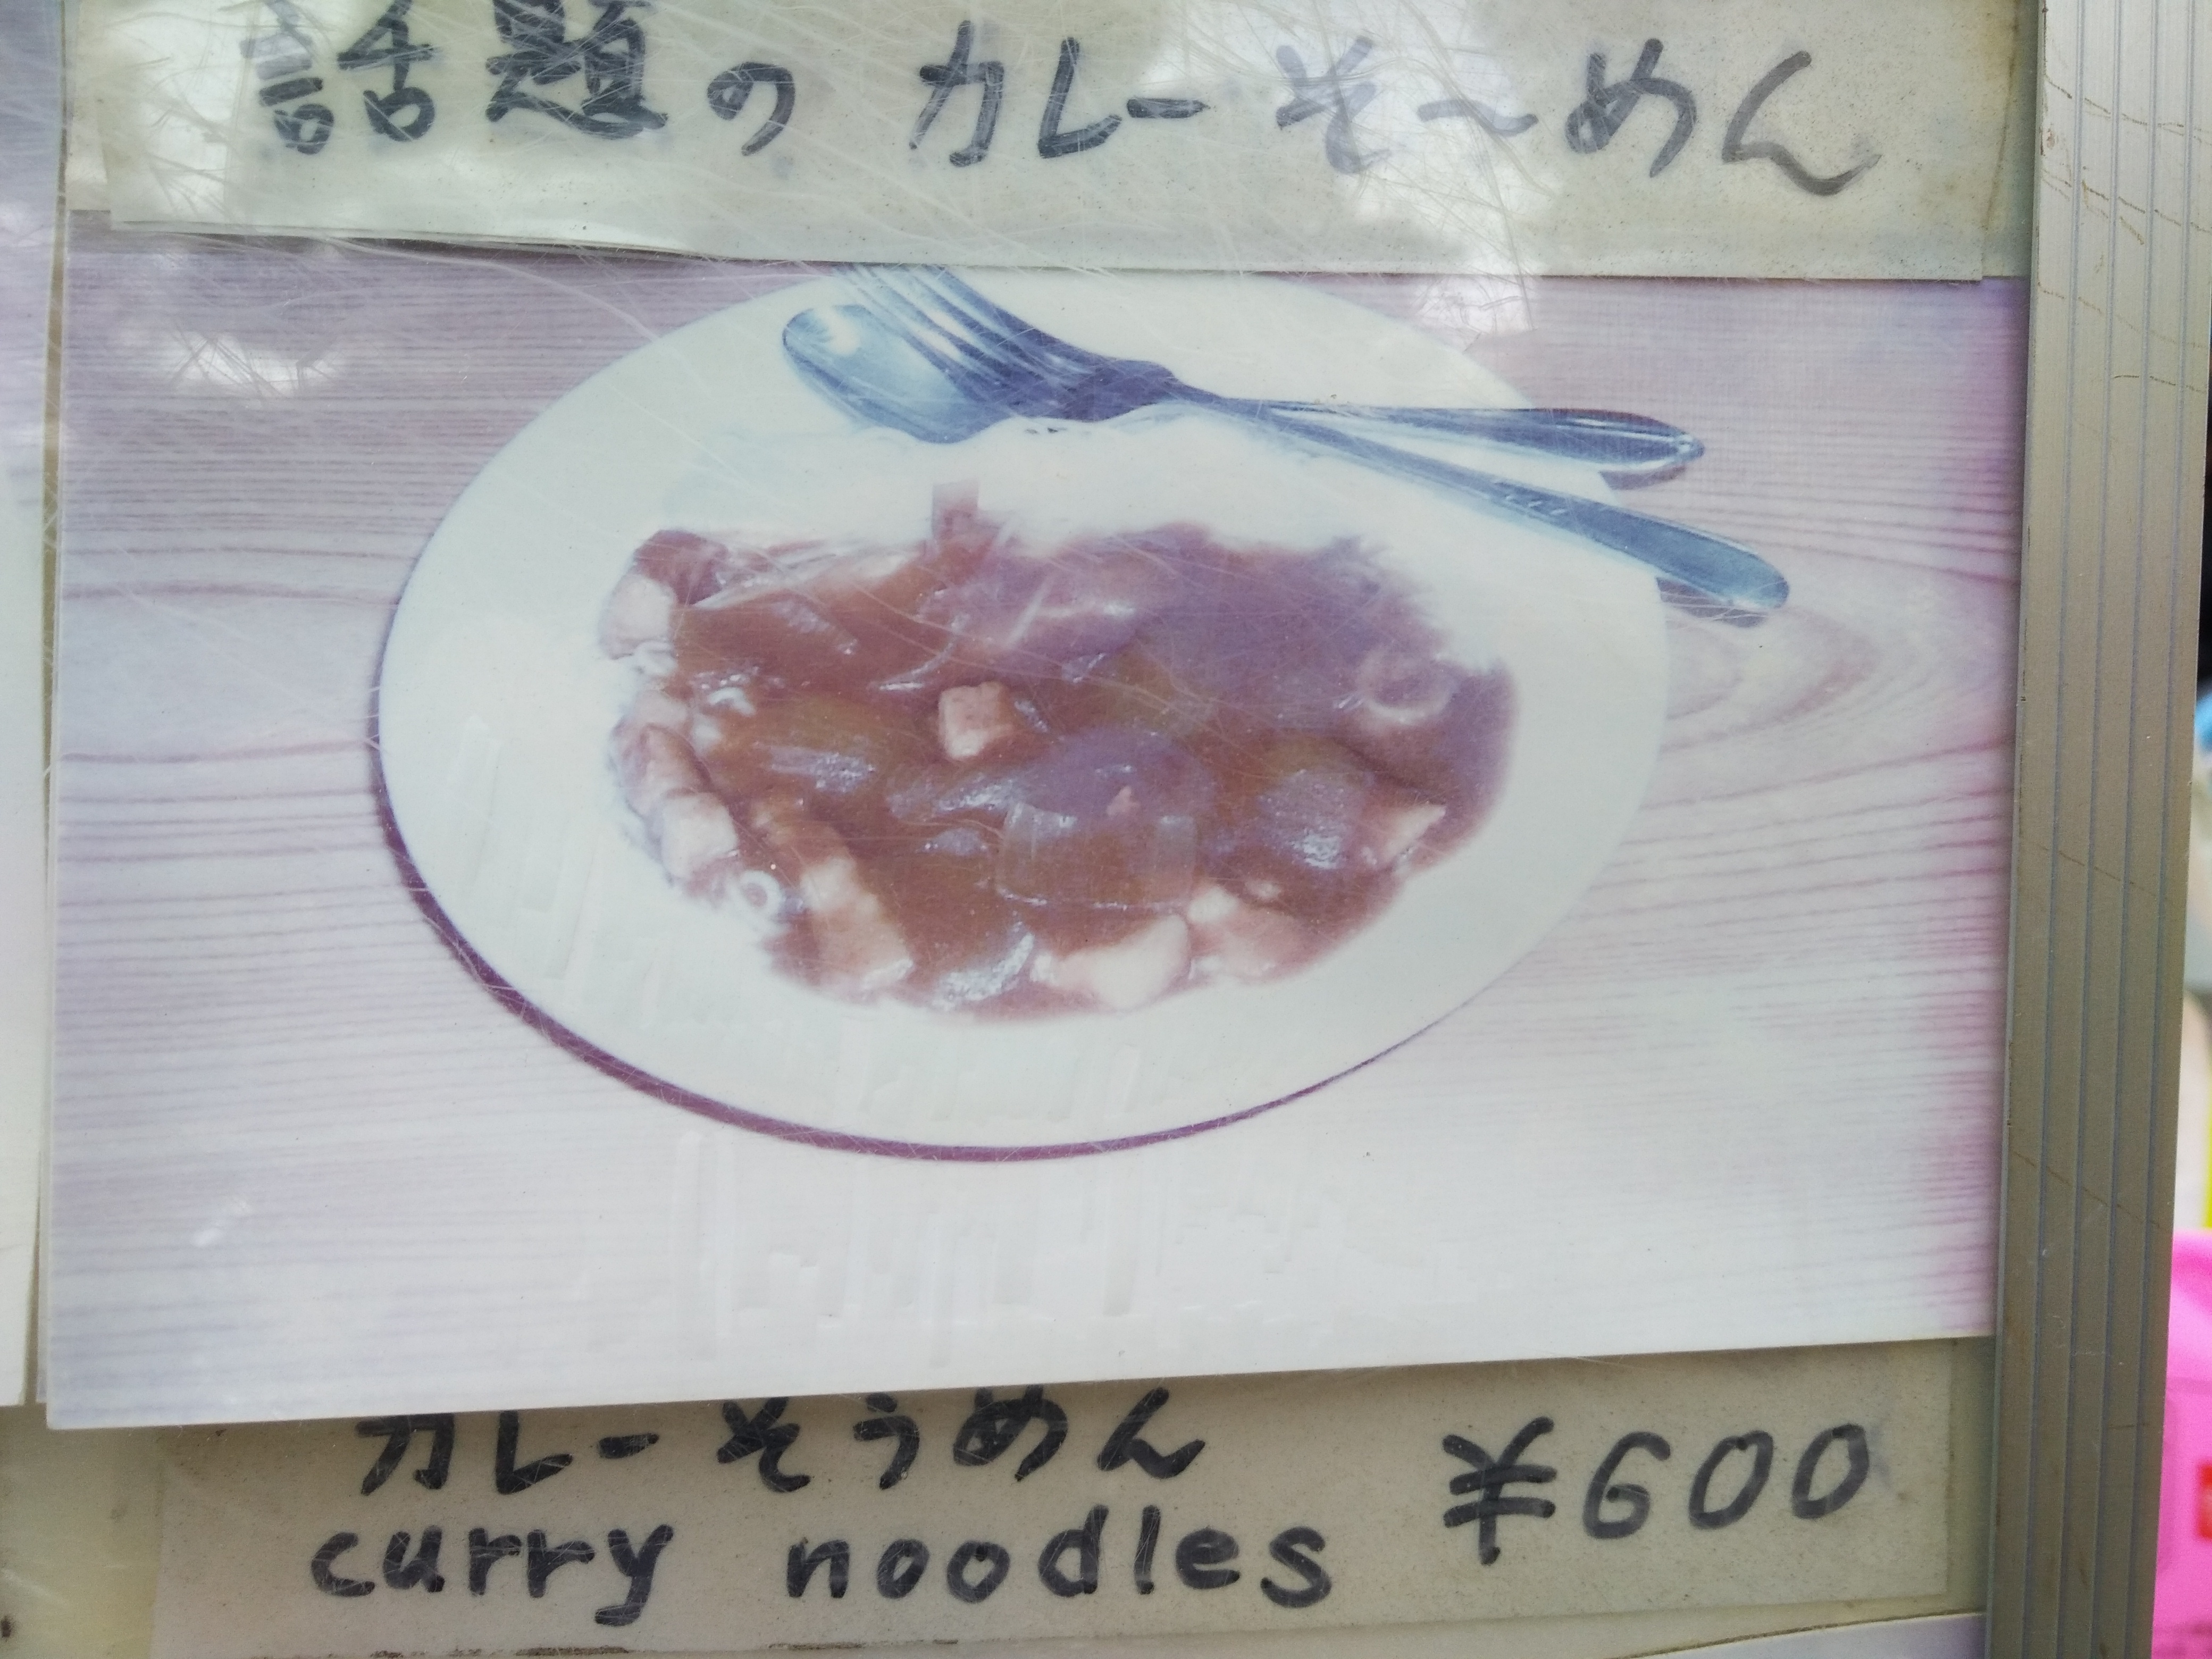 話題の カレー そ〜めん
カレーそうめん
curry noodles ¥600